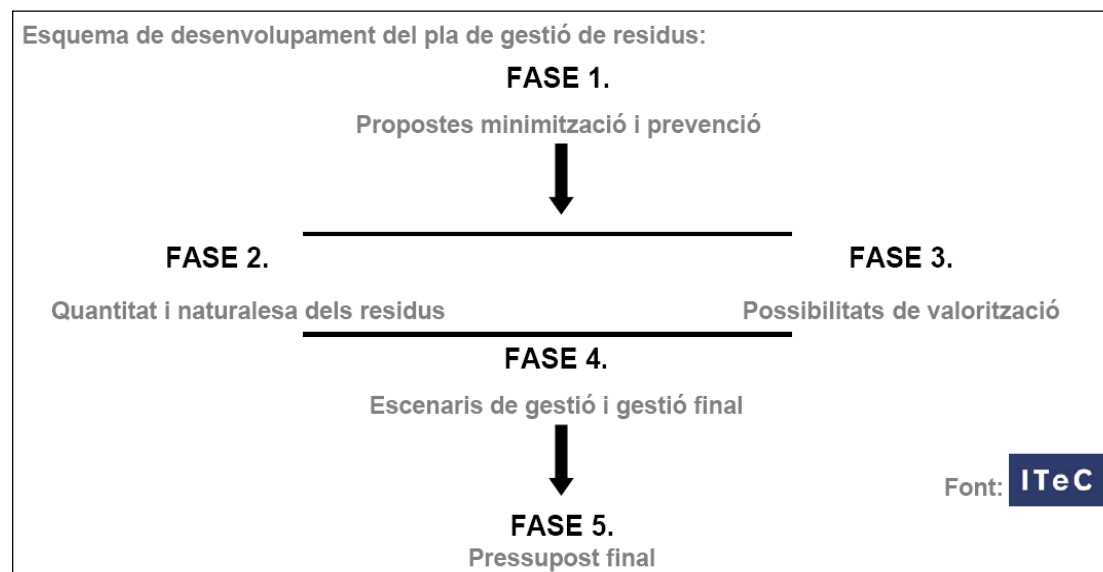 Esquema de desenvolupament del pla de gestió de residus:
FASE 1.
Propostes minimització i prevenció
FASE 2.
FASE 3.
Quantitat i naturalesa dels residus
Possibilitats de valorització
FASE 4.
Escenaris de gestió i gestió final
Font: ITeC
FASE 5.
Pressupost final